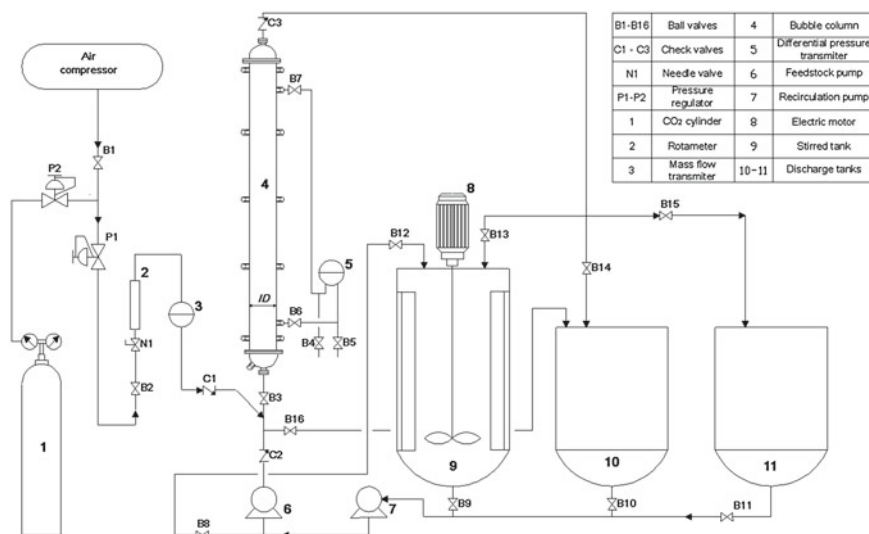 C3
Air
compressor
B1
P2
P1
2
3
N1
B2
C1
1
B7
4
ID
5
B6
B4
B5
B3
B16
C2
6
7
B8
B12
8
B13
B15
B14
9
10
11
B9
B10
B11
B1-B16 Ball valves 4 Bubble column
C1 - C3 Check valves 5 Differential pressure
transmiter
N1 Needle valve 6 Feedstock pump
P1-P2 Pressure
regulator 7 Recirculation pump
1 CO₂ cylinder 8 Electric motor
2 Rotameter 9 Stirred tank
3 Mass flow
transmiter 10-11 Discharge tanks